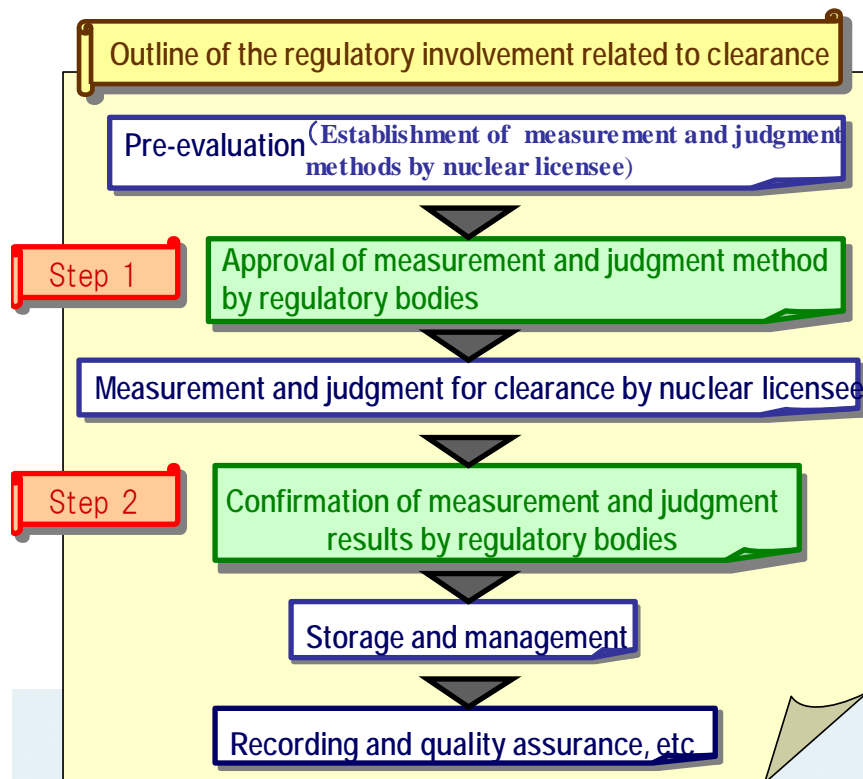 Outline of the regulatory involvement related to clearance
Pre-evaluation（Establishment of measurement and judgment
methods by nuclear licensee)
Step 1
Approval of measurement and judgment method
by regulatory bodies
Measurement and judgment for clearance by nuclear licensee
Step 2
Confirmation of measurement and judgment
results by regulatory bodies
Storage and management
Recording and quality assurance, etc